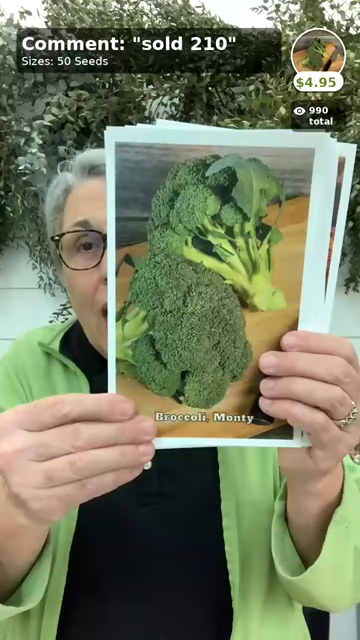 Comment: "sold 210"
Sizes: 50 Seeds
$4.95
990
total
Broccoli, Monty